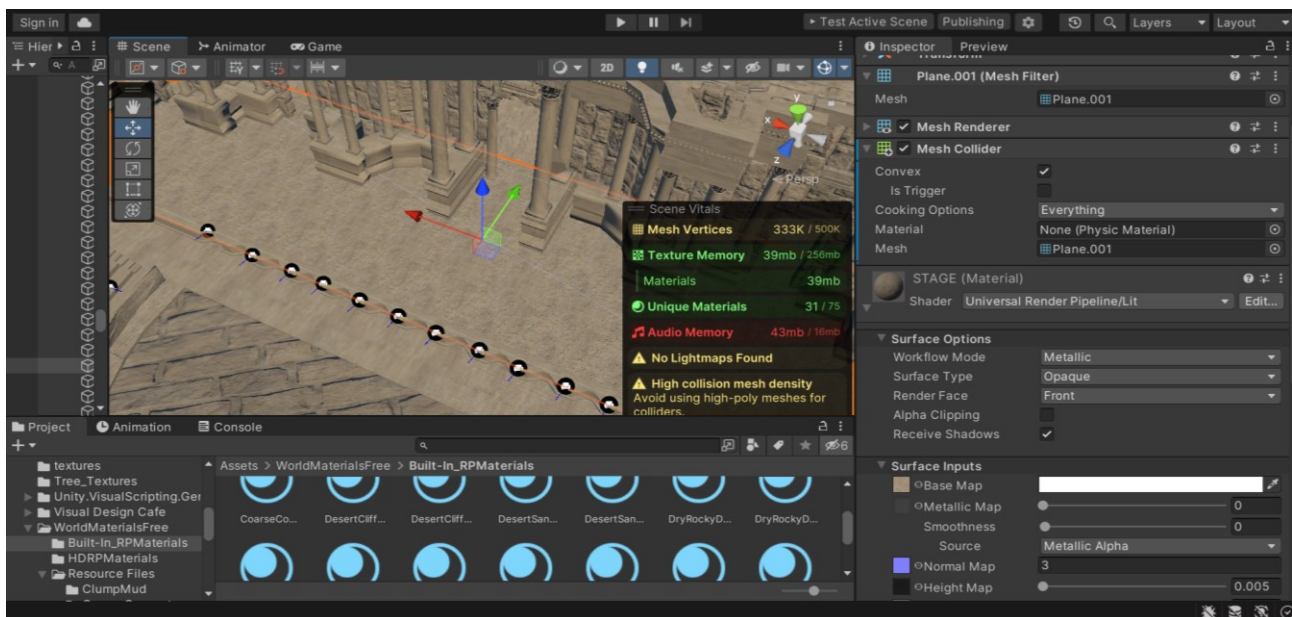 Sign in
Test Active Scene
Publishing
Layers
Layout
Hier
Scene
Animator
Game
Inspector
Preview
A
2D
Plane.001 (Mesh Filter)
Mesh
Plane.001
Mesh Renderer
Mesh Collider
Convex
Is Trigger
Cooking Options
Everything
Material
None (Physic Material)
Mesh
Plane.001
y
x
z
Persp
Scene Vitals
Mesh Vertices 333K / 500K
Texture Memory 39mb / 256mb
Materials 39mb
Unique Materials 31 / 75
Audio Memory 43mb / 16mb
No Lightmaps Found
High collision mesh density
Avoid using high-poly meshes for
colliders.
STAGE (Material)
Shader Universal Render Pipeline/Lit
Edit...
Surface Options
Workflow Mode Metallic
Surface Type Opaque
Render Face Front
Alpha Clipping
Receive Shadows
Surface Inputs
Base Map
Metallic Map 0
Smoothness 0
Source Metallic Alpha
Normal Map 3
Height Map 0.005
Project
Animation
Console
6
textures
Tree_Textures
Unity.VisualScripting.Ger
Visual Design Cafe
WorldMaterialsFree
Built-In_RPMaterials
HDRPMaterials
Resource Files
ClumpMud
Assets > WorldMaterialsFree > Built-In_RPMaterials
CoarseCo...
DesertCliff...
DesertCliff...
DesertSan...
DesertSan...
DryRockyD...
DryRockyD...